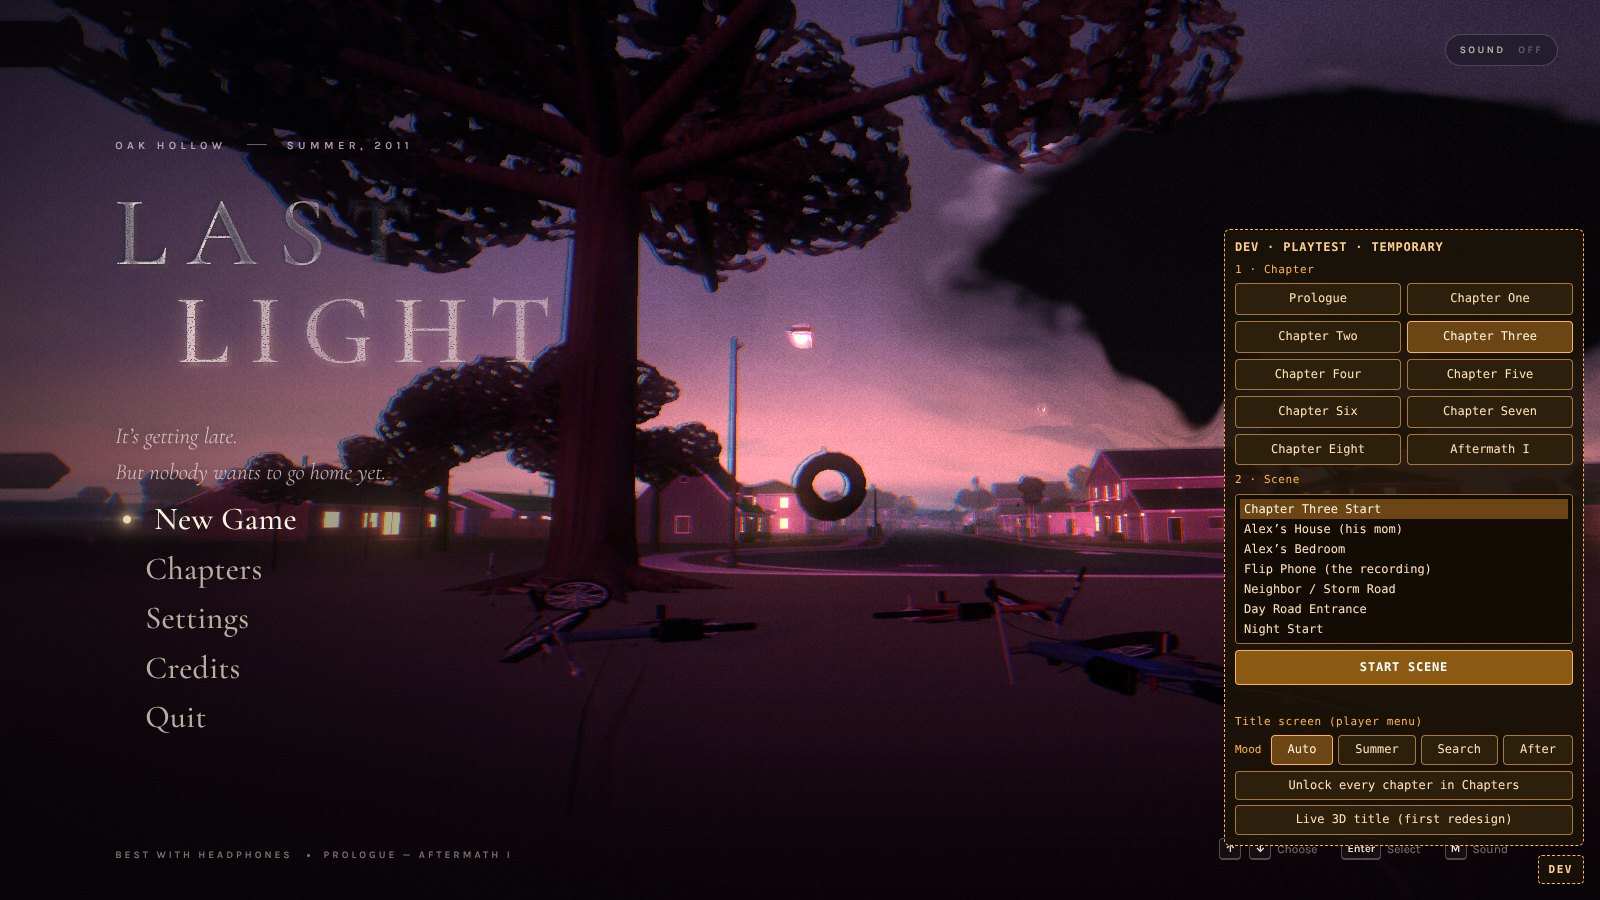 SOUND OFF
OAK HOLLOW — SUMMER, 2011
LAST
LIGHT
It’s getting late.
But nobody wants to go home yet.
New Game
Chapters
Settings
Credits
Quit
BEST WITH HEADPHONES • PROLOGUE — AFTERMATH I
DEV · PLAYTEST · TEMPORARY
1 · Chapter
Prologue
Chapter One
Chapter Two
Chapter Three
Chapter Four
Chapter Five
Chapter Six
Chapter Seven
Chapter Eight
Aftermath I
2 · Scene
Chapter Three Start
Alex’s House (his mom)
Alex’s Bedroom
Flip Phone (the recording)
Neighbor / Storm Road
Day Road Entrance
Night Start
START SCENE
Title screen (player menu)
Mood
Auto
Summer
Search
After
Unlock every chapter in Chapters
Live 3D title (first redesign)
↑ ↓ Choose Enter Select M Sound
DEV